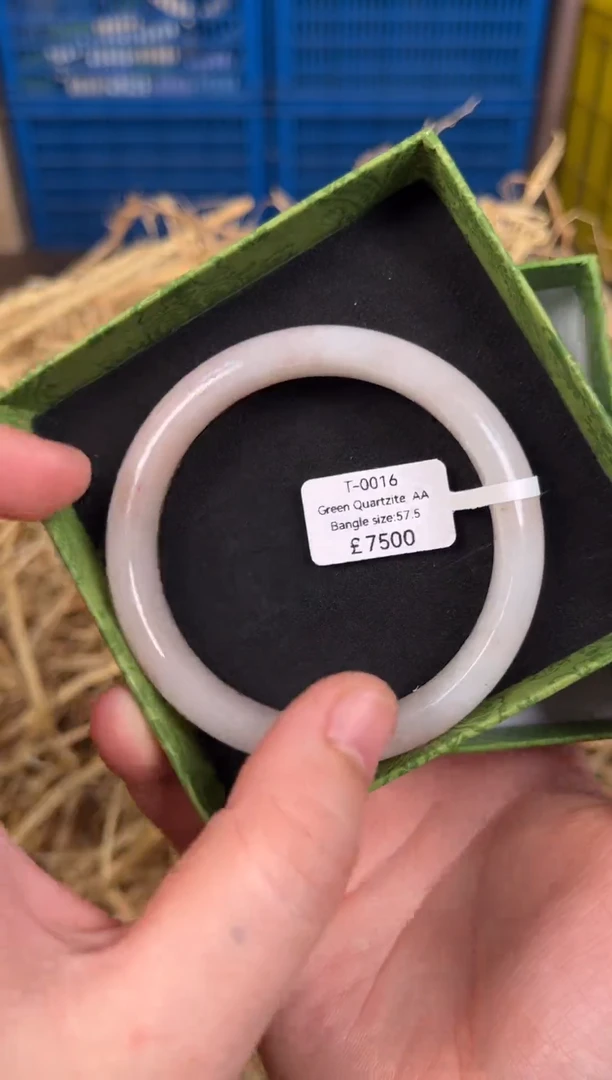 T-0016
Green Quartzite AA
Bangle size:57.5
£7500